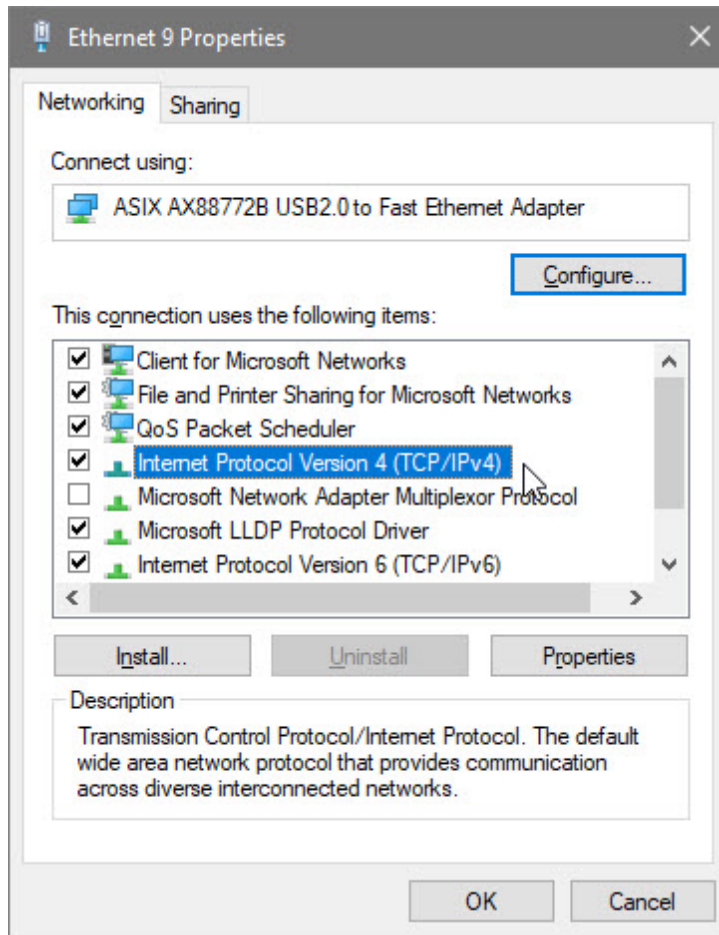 Ethernet 9 Properties
Networking
Sharing
Connect using:
ASIX AX88772B USB2.0 to Fast Ethernet Adapter
Configure...
This connection uses the following items:
Client for Microsoft Networks
File and Printer Sharing for Microsoft Networks
QoS Packet Scheduler
Internet Protocol Version 4 (TCP/IPv4)
Microsoft Network Adapter Multiplexor Protocol
Microsoft LLDP Protocol Driver
Internet Protocol Version 6 (TCP/IPv6)
Install...
Uninstall
Properties
Description
Transmission Control Protocol/Internet Protocol. The default
wide area network protocol that provides communication
across diverse interconnected networks.
OK
Cancel